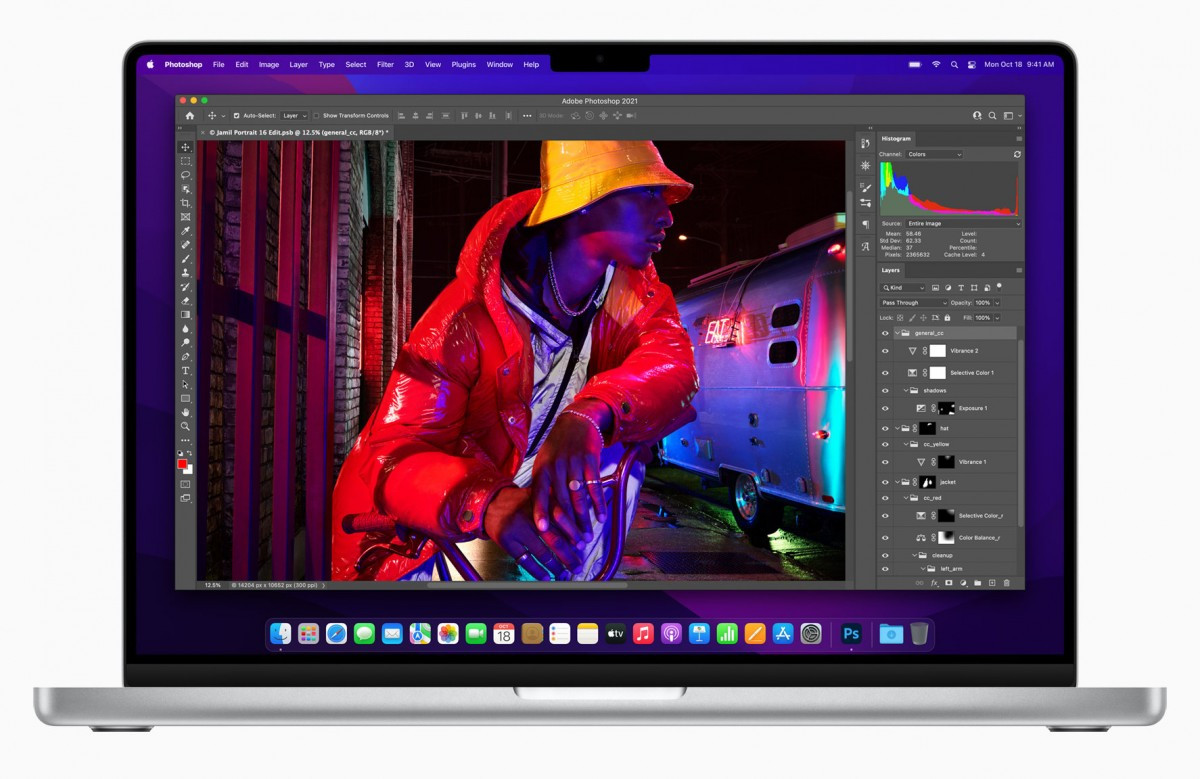 Photoshop File Edit Image Layer Type Select Filter 3D View Plugins Window Help Mon Oct 18 9:41 AM
Adobe Photoshop 2021
Auto-Select: Layer Show Transform Controls 3D Mode:
© Jamil Portrait 16 Edit.psb @ 12.5% (general_cc, RGB/8*) *
EAT
Histogram
Channel: Colors
Source: Entire Image
Mean: 58.46 Level:
Std Dev: 62.33 Count:
Median: 37 Percentile:
Pixels: 2365632 Cache Level: 4
Layers
Kind
Pass Through Opacity: 100%
Lock: Fill: 100%
general_cc
Vibrance 2
Selective Color 1
shadows
Exposure 1
hat
cc_yellow
Vibrance 1
jacket
cc_red
Selective Color_r
Color Balance_r
cleanup
left_arm
12.5% © 14204 px x 10652 px (300 ppi)
OCT
18
tv
Ps